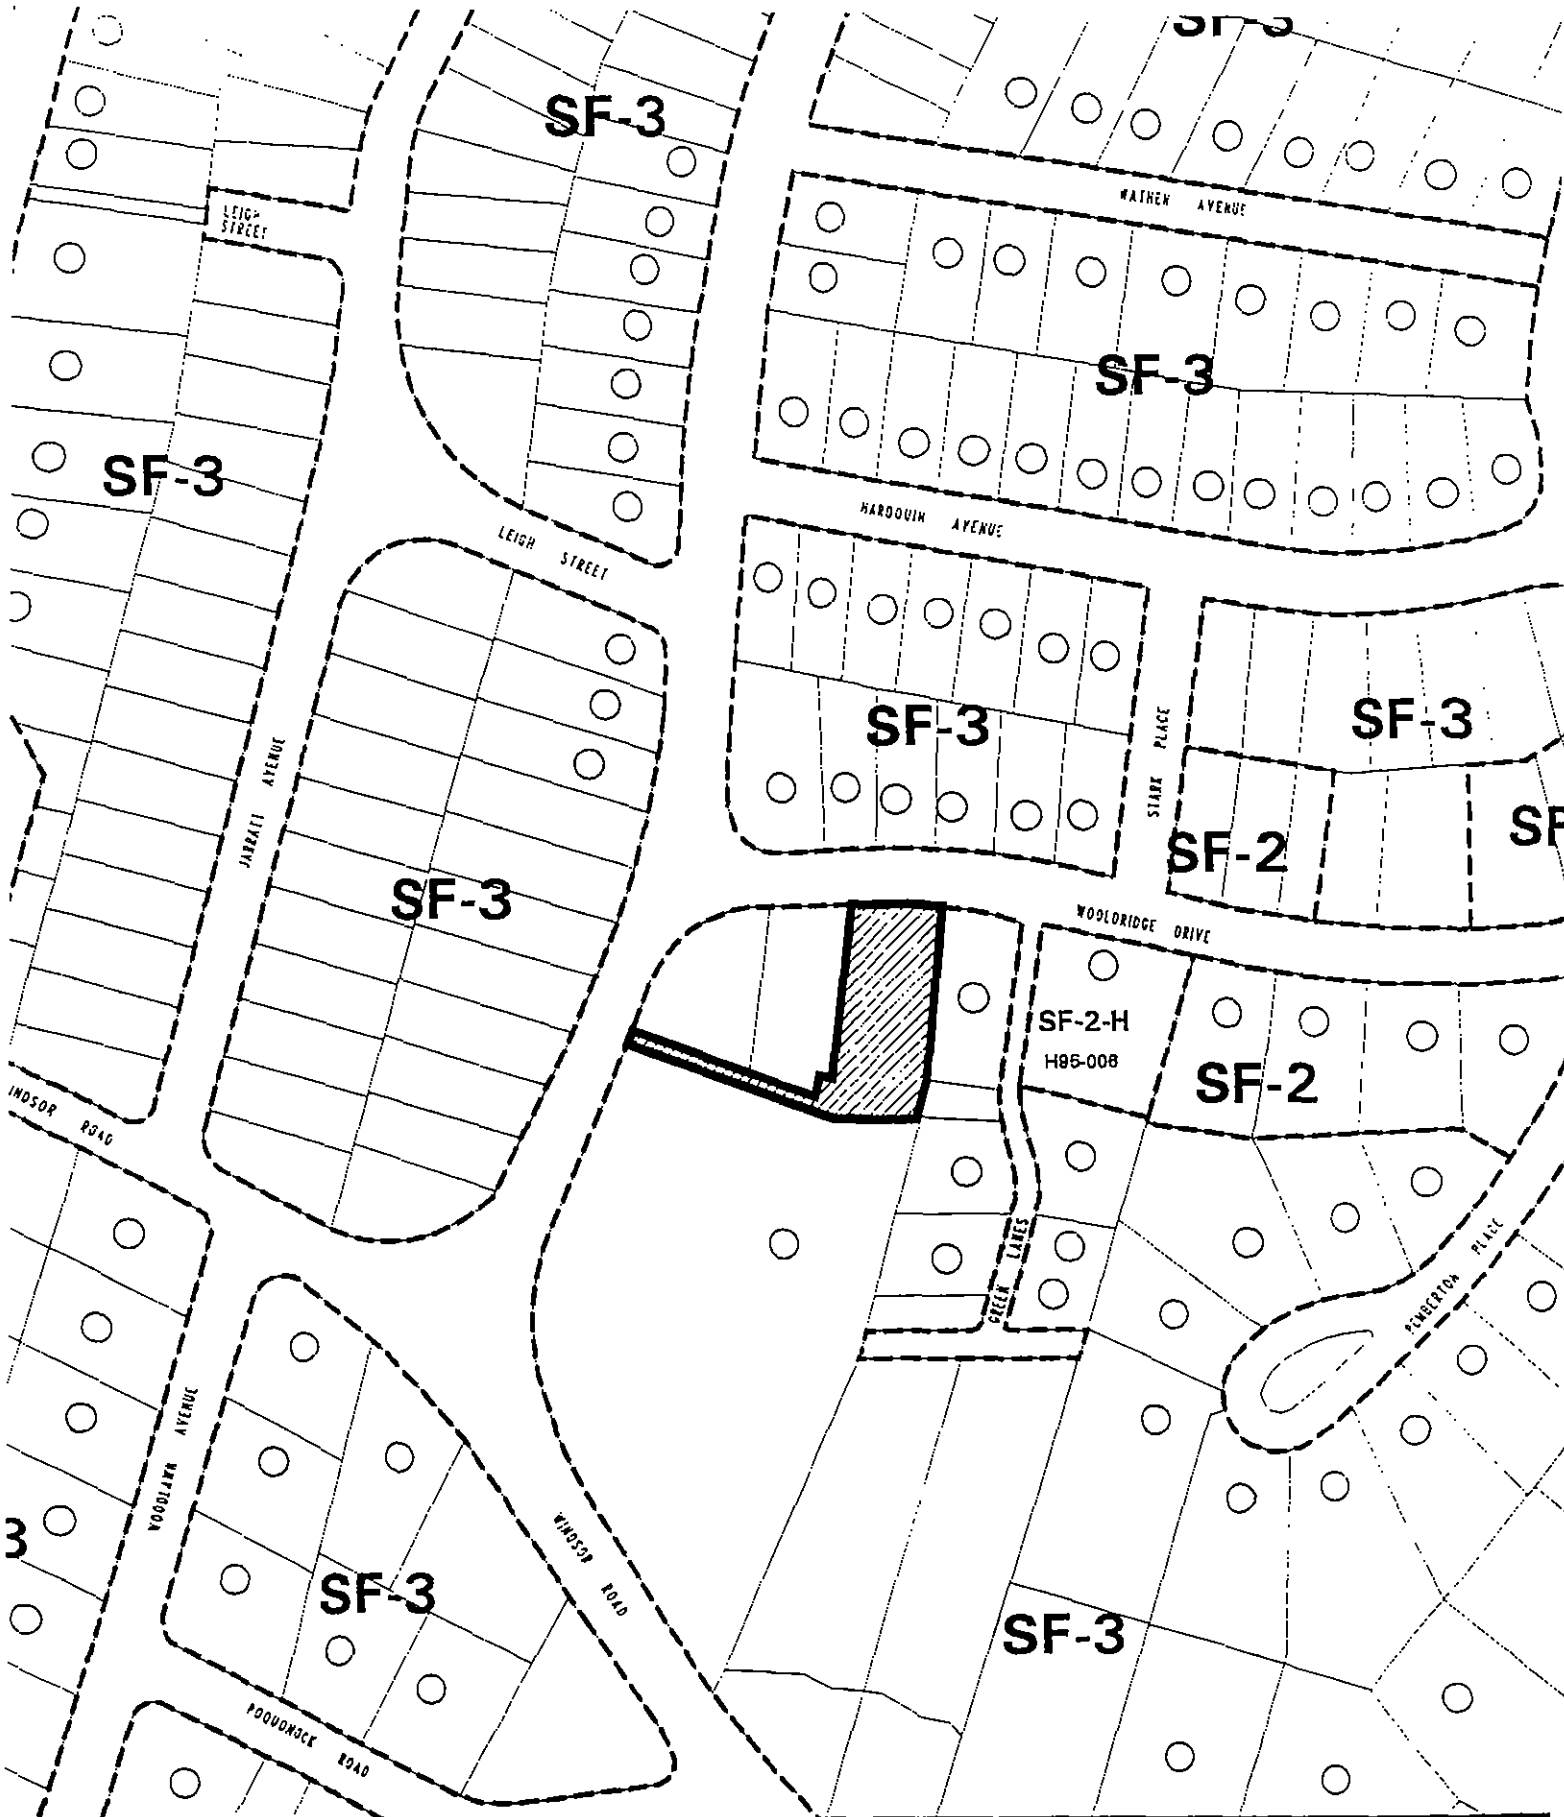 SF-3
SF-3
WATHEN AVENUE
LEIGH
STREET
SF-3
SF-3
HARDOUIN AVENUE
LEIGH STREET
SF-3
SF-3
STARK PLACE
JARRATT AVENUE
SF-2
SF
SF-3
WOOLDRIDGE DRIVE
SF-2-H
H95-006
SF-2
INDSOR ROAD
GREEN LANES
PEMBERTON PLACE
WOODLAWN AVENUE
WINDSOR ROAD
3
SF-3
SF-3
POQUONOCK ROAD